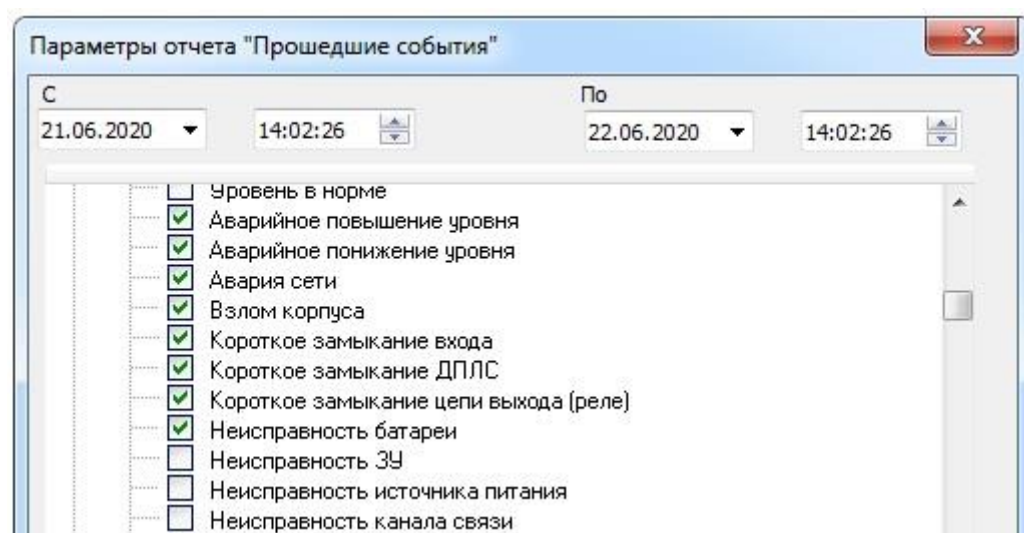 Параметры отчета "Прошедшие события"
С По
21.06.2020 14:02:26 22.06.2020 14:02:26
Уровень в норме
Аварийное повышение уровня
Аварийное понижение уровня
Авария сети
Взлом корпуса
Короткое замыкание входа
Короткое замыкание ДПЛС
Короткое замыкание цепи выхода (реле)
Неисправность батареи
Неисправность ЗУ
Неисправность источника питания
Неисправность канала связи